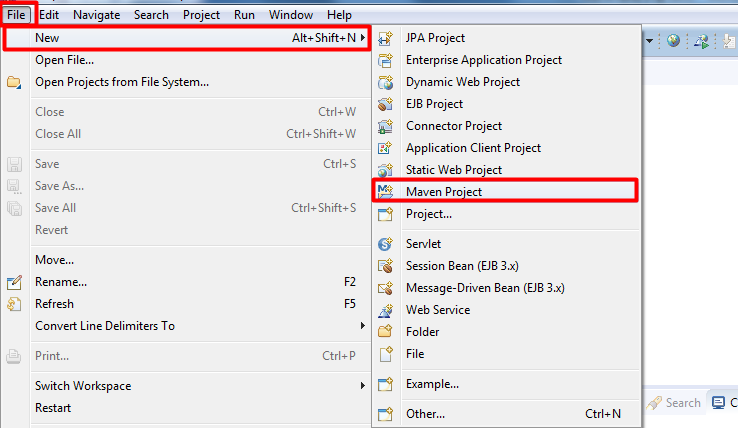 File Edit Navigate Search Project Run Window Help
New Alt+Shift+N
Open File...
Open Projects from File System...
Close Ctrl+W
Close All Ctrl+Shift+W
Save Ctrl+S
Save As...
Save All Ctrl+Shift+S
Revert
Move...
Rename... F2
Refresh F5
Convert Line Delimiters To
Print... Ctrl+P
Switch Workspace
Restart
JPA Project
Enterprise Application Project
Dynamic Web Project
EJB Project
Connector Project
Application Client Project
Static Web Project
Maven Project
Project...
Servlet
Session Bean (EJB 3.x)
Message-Driven Bean (EJB 3.x)
Web Service
Folder
File
Example...
Other... Ctrl+N
Search